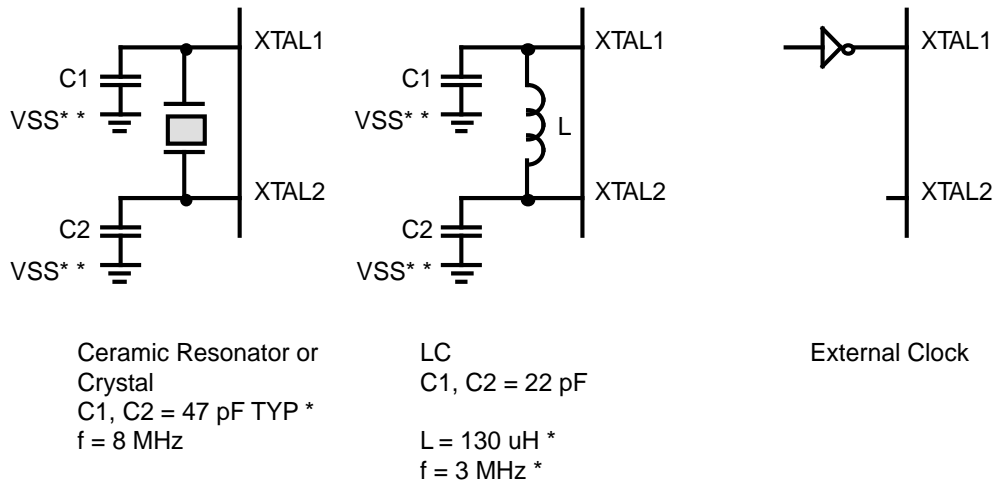 XTAL1
C1
VSS* *
XTAL2
C2
VSS* *
Ceramic Resonator or
Crystal
C1, C2 = 47 pF TYP *
f = 8 MHz
XTAL1
C1
VSS* *
L
XTAL2
C2
VSS* *
LC
C1, C2 = 22 pF
L = 130 uH *
f = 3 MHz *
XTAL1
XTAL2
External Clock